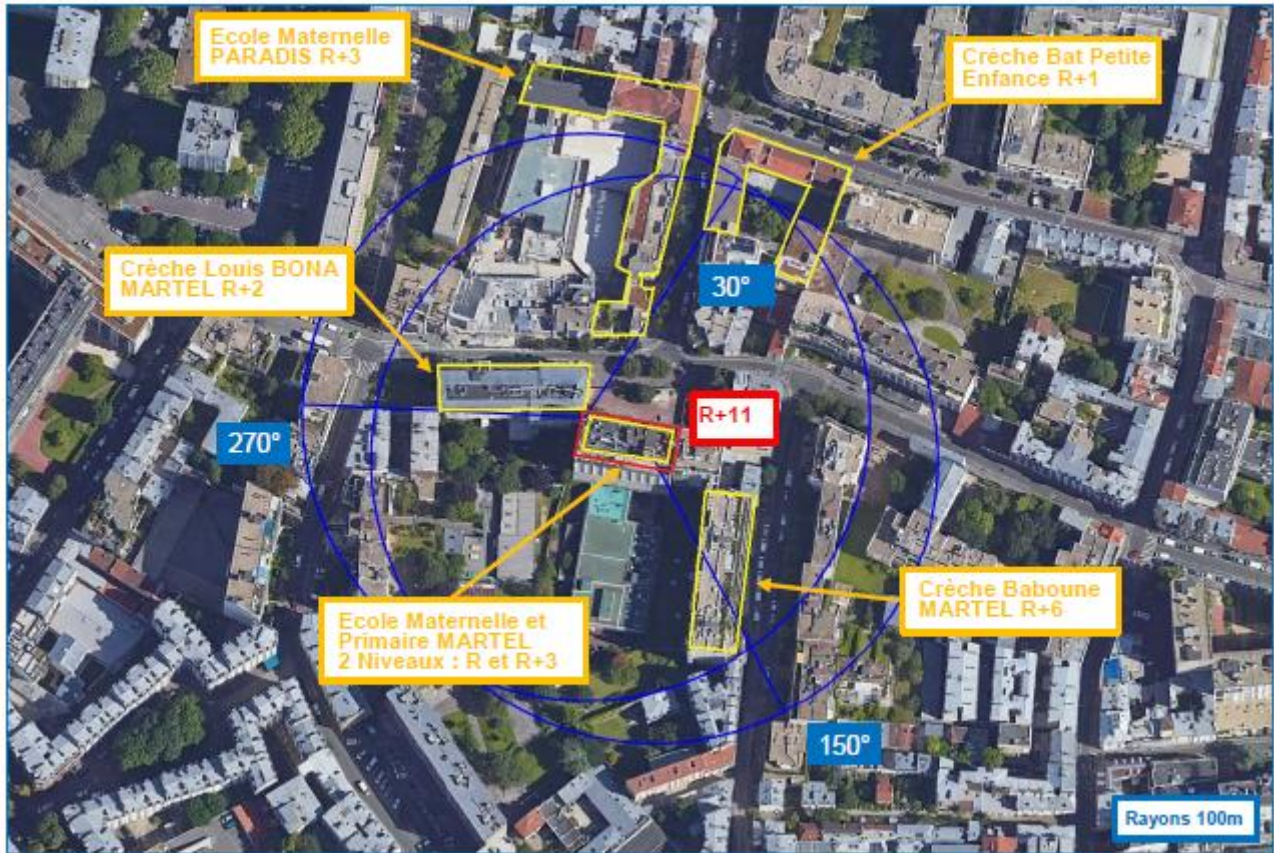 Ecole Maternelle
PARADIS R+3
Crèche Bat Petite
Enfance R+1
Crèche Louis BONA
MARTEL R+2
30°
R+11
270°
Ecole Maternelle et
Primaire MARTEL
2 Niveaux : R et R+3
Crèche Baboune
MARTEL R+6
150°
Rayons 100m